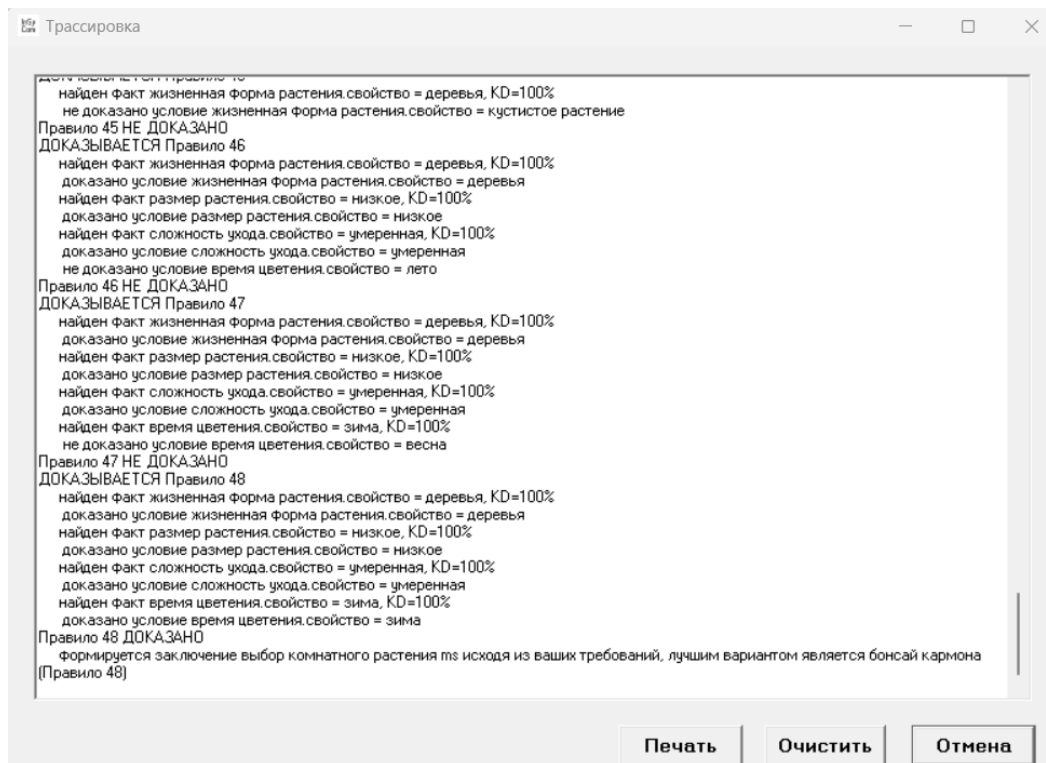 Трассировка
ДОКАЗЫВАЕТСЯ Правило 45
найден факт жизненная форма растения.свойство = деревья, KD=100%
не доказано условие жизненная форма растения.свойство = кустистое растение
Правило 45 НЕ ДОКАЗАНО
ДОКАЗЫВАЕТСЯ Правило 46
найден факт жизненная форма растения.свойство = деревья, KD=100%
доказано условие жизненная форма растения.свойство = деревья
найден факт размер растения.свойство = низкое, KD=100%
доказано условие размер растения.свойство = низкое
найден факт сложность ухода.свойство = умеренная, KD=100%
доказано условие сложность ухода.свойство = умеренная
не доказано условие время цветения.свойство = лето
Правило 46 НЕ ДОКАЗАНО
ДОКАЗЫВАЕТСЯ Правило 47
найден факт жизненная форма растения.свойство = деревья, KD=100%
доказано условие жизненная форма растения.свойство = деревья
найден факт размер растения.свойство = низкое, KD=100%
доказано условие размер растения.свойство = низкое
найден факт сложность ухода.свойство = умеренная, KD=100%
доказано условие сложность ухода.свойство = умеренная
найден факт время цветения.свойство = зима, KD=100%
не доказано условие время цветения.свойство = весна
Правило 47 НЕ ДОКАЗАНО
ДОКАЗЫВАЕТСЯ Правило 48
найден факт жизненная форма растения.свойство = деревья, KD=100%
доказано условие жизненная форма растения.свойство = деревья
найден факт размер растения.свойство = низкое, KD=100%
доказано условие размер растения.свойство = низкое
найден факт сложность ухода.свойство = умеренная, KD=100%
доказано условие сложность ухода.свойство = умеренная
найден факт время цветения.свойство = зима, KD=100%
доказано условие время цветения.свойство = зима
Правило 48 ДОКАЗАНО
формируется заключение выбор комнатного растения ms исходя из ваших требований, лучшим вариантом является бонсай кармона
(Правило 48)
Печать Очистить Отмена